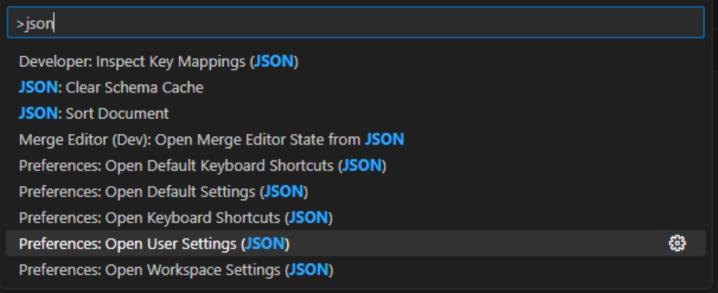 >json
Developer: Inspect Key Mappings (JSON)
JSON: Clear Schema Cache
JSON: Sort Document
Merge Editor (Dev): Open Merge Editor State from JSON
Preferences: Open Default Keyboard Shortcuts (JSON)
Preferences: Open Default Settings (JSON)
Preferences: Open Keyboard Shortcuts (JSON)
Preferences: Open User Settings (JSON)
Preferences: Open Workspace Settings (JSON)